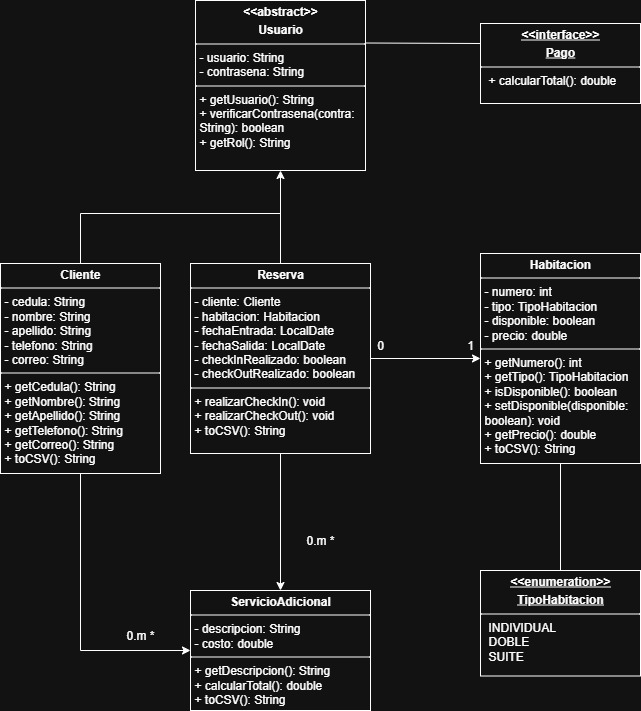 <<abstract>>
Usuario
- usuario: String
- contrasena: String
+ getUsuario(): String
+ verificarContrasena(contra:
String): boolean
+ getRol(): String
<<interface>>
Pago
+ calcularTotal(): double
Cliente
- cedula: String
- nombre: String
- apellido: String
- telefono: String
- correo: String
+ getCedula(): String
+ getNombre(): String
+ getApellido(): String
+ getTelefono(): String
+ getCorreo(): String
+ toCSV(): String
Reserva
- cliente: Cliente
- habitacion: Habitacion
- fechaEntrada: LocalDate
- fechaSalida: LocalDate
- checkInRealizado: boolean
- checkOutRealizado: boolean
+ realizarCheckIn(): void
+ realizarCheckOut(): void
+ toCSV(): String
0
1
Habitacion
- numero: int
- tipo: TipoHabitacion
- disponible: boolean
- precio: double
+ getNumero(): int
+ getTipo(): TipoHabitacion
+ isDisponible(): boolean
+ setDisponible(disponible:
boolean): void
+ getPrecio(): double
+ toCSV(): String
0.m *
0.m *
ServicioAdicional
- descripcion: String
- costo: double
+ getDescripcion(): String
+ calcularTotal(): double
+ toCSV(): String
<<enumeration>>
TipoHabitacion
INDIVIDUAL
DOBLE
SUITE